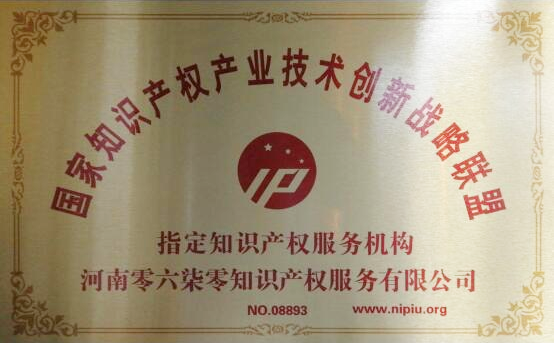 国家知识产权产业技术创新战略联盟
IP
指定知识产权服务机构
河南零六柒零知识产权服务有限公司
NO.08893 www.nipiu.org